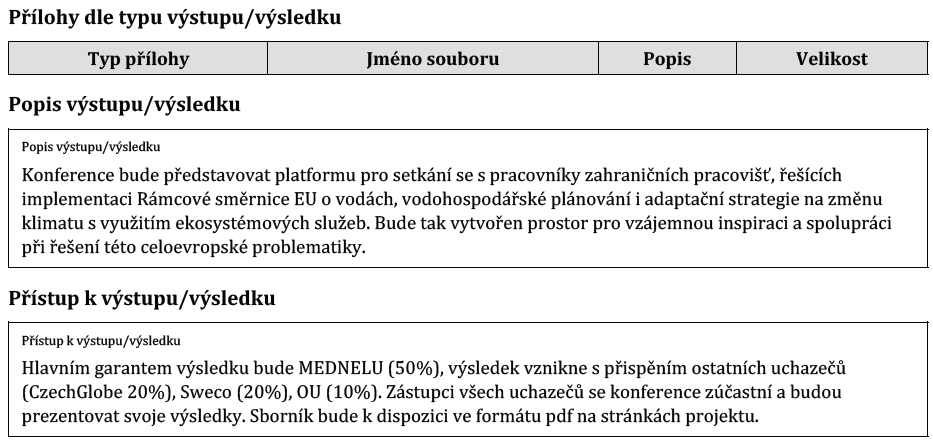 Přílohy dle typu výstupu/výsledku
Typ přílohy Jméno souboru Popis Velikost
Popis výstupu/výsledku
Popis výstupu/výsledku
Konference bude představovat platformu pro setkání se s pracovníky zahraničních pracovišť, řešících
implementaci Rámcové směrnice EU o vodách, vodohospodářské plánování i adaptační strategie na změnu
klimatu s využitím ekosystémových služeb. Bude tak vytvořen prostor pro vzájemnou inspiraci a spolupráci
při řešení této celoevropské problematiky.
Přístup k výstupu/výsledku
Přístup k výstupu/výsledku
Hlavním garantem výsledku bude MEDNELU (50%), výsledek vznikne s přispěním ostatních uchazečů
(CzechGlobe 20%), Sweco (20%), OU (10%). Zástupci všech uchazečů se konference zúčastní a budou
prezentovat svoje výsledky. Sborník bude k dispozici ve formátu pdf na stránkách projektu.